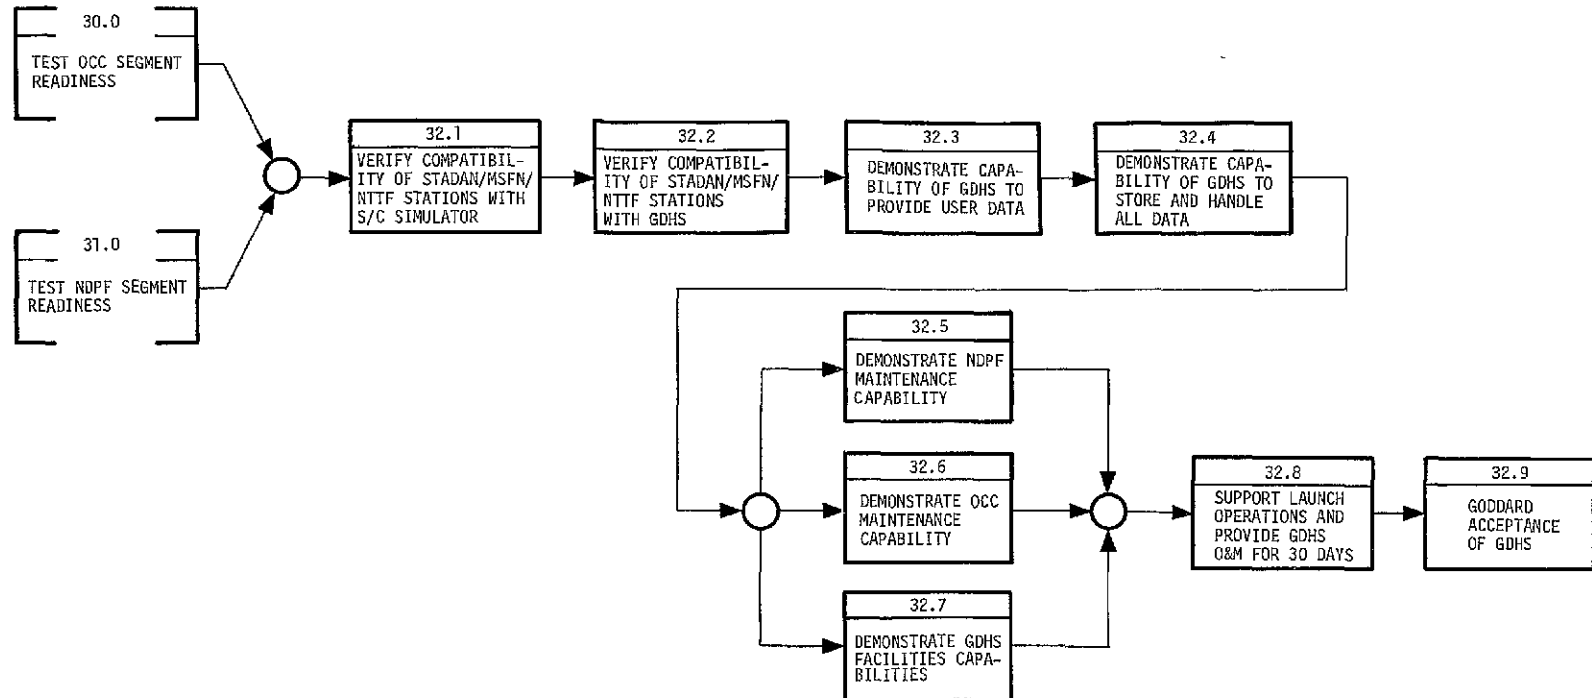 30.0
TEST OCC SEGMENT
READINESS
31.0
TEST NDPF SEGMENT
READINESS
32.1
VERIFY COMPATIBIL-
ITY OF STADAN/MSFN/
NTTF STATIONS WITH
S/C SIMULATOR
32.2
VERIFY COMPATIBIL-
ITY OF STADAN/MSFN/
NTTF STATIONS
WITH GDHS
32.3
DEMONSTRATE CAPA-
BILITY OF GDHS TO
PROVIDE USER DATA
32.4
DEMONSTRATE CAPA-
BILITY OF GDHS TO
STORE AND HANDLE
ALL DATA
32.5
DEMONSTRATE NDPF
MAINTENANCE
CAPABILITY
32.6
DEMONSTRATE OCC
MAINTENANCE
CAPABILITY
32.7
DEMONSTRATE GDHS
FACILITIES CAPA-
BILITIES
32.8
SUPPORT LAUNCH
OPERATIONS AND
PROVIDE GDHS
O&M FOR 30 DAYS
32.9
GODDARD
ACCEPTANCE
OF GDHS